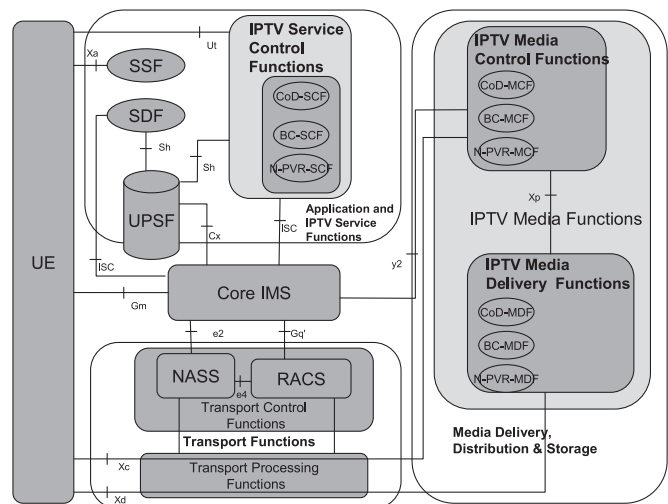 Ut
IPTV Service
Control
Functions
IPTV Media
Control Functions
Xa
SSF
CoD-SCF
CoD-MCF
SDF
BC-SCF
BC-MCF
Sh
Sh
N-PVR-SCF
N-PVR-MCF
Xp
UPSF
Application and
IPTV Service
Functions
IPTV Media Functions
Cx
ISC
UE
ISC
y2
IPTV Media
Delivery Functions
Core IMS
Gm
CoD-MDF
e2
Gq'
BC-MDF
NASS
RACS
e4
N-PVR-MDF
Transport Control
Functions
Transport Functions
Media Delivery,
Distribution & Storage
Xc
Transport Processing
Functions
Xd